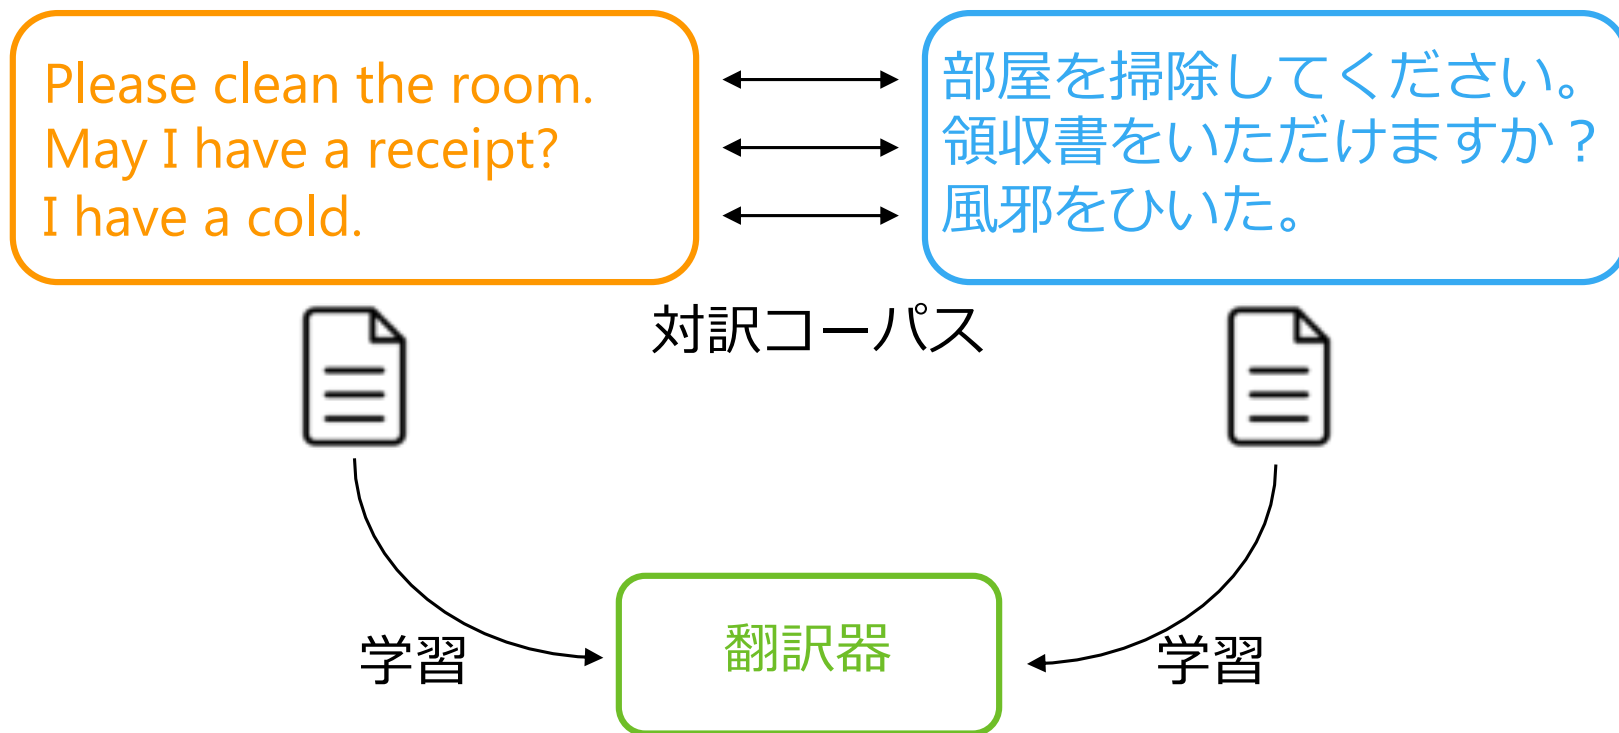 Please clean the room.
May I have a receipt?
I have a cold.
部屋を掃除してください。
領収書をいただけますか？
風邪をひいた。
対訳コーパス
学習
翻訳器
学習